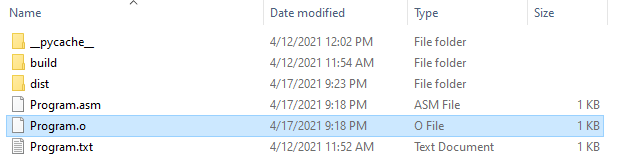 Name Date modified Type Size
__pycache__ 4/12/2021 12:02 PM File folder
build 4/12/2021 11:54 AM File folder
dist 4/17/2021 9:23 PM File folder
Program.asm 4/17/2021 9:18 PM ASM File 1 KB
Program.o 4/17/2021 9:18 PM O File 1 KB
Program.txt 4/12/2021 11:52 AM Text Document 1 KB